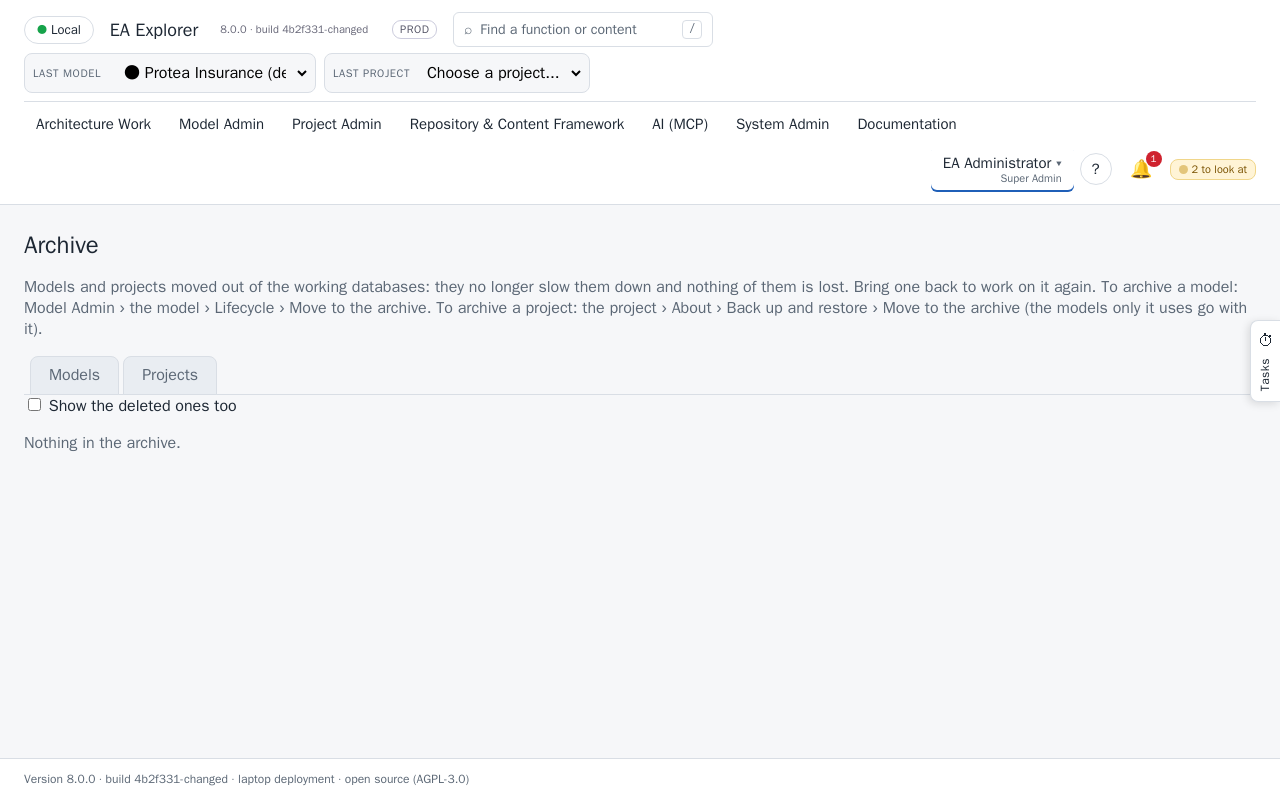 Local
EA Explorer
8.0.0 · build 4b2f331-changed
PROD
Find a function or content
/
LAST MODEL
Protea Insurance (de
LAST PROJECT
Choose a project...
Architecture Work
Model Admin
Project Admin
Repository & Content Framework
AI (MCP)
System Admin
Documentation
EA Administrator
Super Admin
?
1
2 to look at
Archive
Models and projects moved out of the working databases: they no longer slow them down and nothing of them is lost. Bring one back to work on it again. To archive a model:
Model Admin › the model › Lifecycle › Move to the archive. To archive a project: the project › About › Back up and restore › Move to the archive (the models only it uses go with
it).
Tasks
Models
Projects
Show the deleted ones too
Nothing in the archive.
Version 8.0.0 · build 4b2f331-changed · laptop deployment · open source (AGPL-3.0)